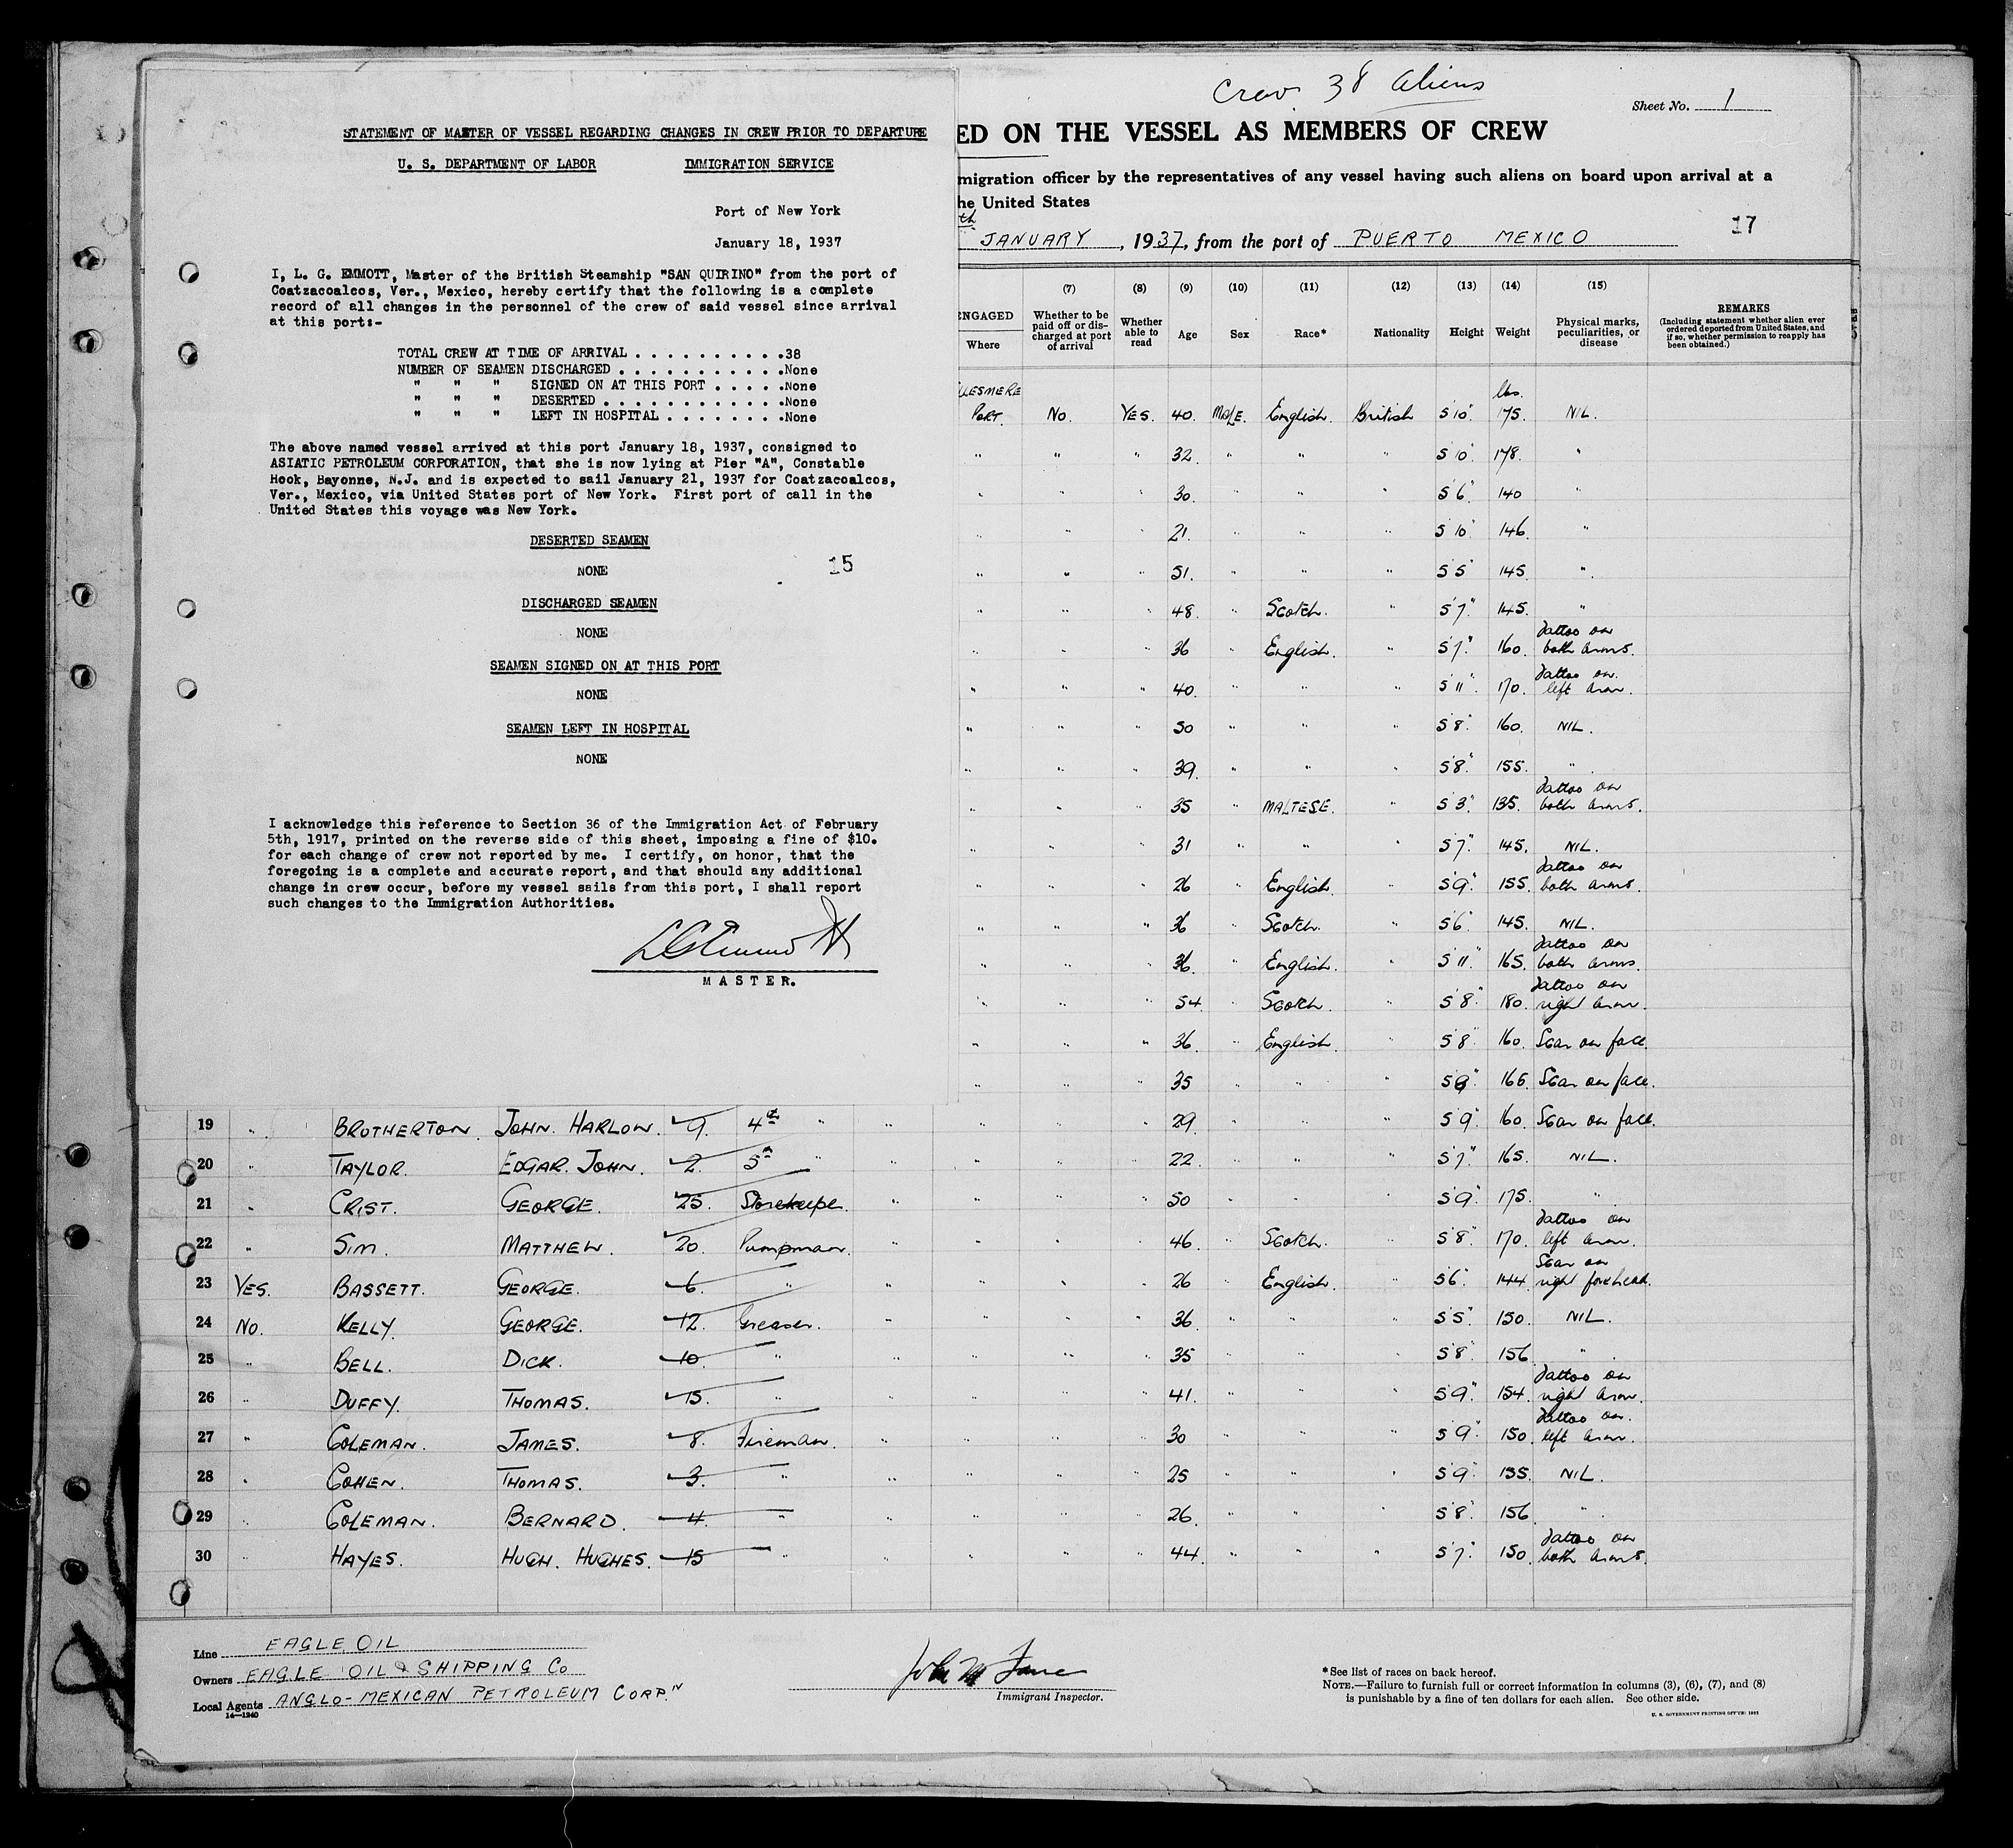 STATEMENT OF MASTER OF VESSEL REGARDING CHANGES IN CREW PRIOR TO DEPARTURE
U. S. DEPARTMENT OF LABOR IMMIGRATION SERVICE
Port of New York
January 18, 1937
I, L. G. EMMOTT, Master of the British Steamship "SAN QUIRINO" from the port of
Coatzacoalcos, Ver., Mexico, hereby certify that the following is a complete
record of all changes in the personnel of the crew of said vessel since arrival
at this port:-
TOTAL CREW AT TIME OF ARRIVAL . . . . . . . . . .38
NUMBER OF SEAMEN DISCHARGED . . . . . . . . . . .None
" " " SIGNED ON AT THIS PORT . . . . .None
" " " DESERTED . . . . . . . . . . . .None
" " " LEFT IN HOSPITAL . . . . . . . .None
The above named vessel arrived at this port January 18, 1937, consigned to
ASIATIC PETROLEUM CORPORATION, that she is now lying at Pier "A", Constable
Hook, Bayonne, N.J. and is expected to sail January 21, 1937 for Coatzacoalcos,
Ver., Mexico, via United States port of New York. First port of call in the
United States this voyage was New York.
DESERTED SEAMEN
15
NONE
DISCHARGED SEAMEN
NONE
SEAMEN SIGNED ON AT THIS PORT
NONE
SEAMEN LEFT IN HOSPITAL
NONE
I acknowledge this reference to Section 36 of the Immigration Act of February
5th, 1917, printed on the reverse side of this sheet, imposing a fine of $10.
for each change of crew not reported by me. I certify, on honor, that the
foregoing is a complete and accurate report, and that should any additional
change in crew occur, before my vessel sails from this port, I shall report
such changes to the Immigration Authorities.
L G Emmott
MASTER.
Crew 38 aliens
Sheet No. 1
ED ON THE VESSEL AS MEMBERS OF CREW
migration officer by the representatives of any vessel having such aliens on board upon arrival at a
he United States
th JANUARY, 1937, from the port of PUERTO MEXICO
17
(7) (8) (9) (10) (11) (12) (13) (14) (15)
ENGAGED Where Whether to be paid off or discharged at port of arrival Whether able to read Age Sex Race* Nationality Height Weight Physical marks, peculiarities, or disease REMARKS (Including statement whether alien ever ordered deported from United States, and if so, whether permission to reapply has been obtained.)
LLESMERE lbs.
PORT. No. YES. 40. MALE. English. British 5'10" 175. NIL.
" " " 32. " " " 5'10" 178. "
" " " 30. " " " 5'6" 140 "
" " " 21. " " " 5'10" 146. "
" " " 51. " " " 5'5" 145. "
" " " 48. " Scotch. " 5'7" 145. "
" " " 36 " English. " 5'7" 160. Tattoo on both arms.
" " " 40. " " " 5'11" 170. Tattoo on left arm.
" " " 50 " " " 5'8" 160. NIL.
" " " 39. " " " 5'8" 155. "
" " " 35 " MALTESE. " 5'3" 135. Tattoo on both arms.
" " " 31 " " " 5'7" 145. NIL.
" " " 26 " English. " 5'9" 155. Tattoo on both arms.
" " " 36 " Scotch. " 5'6" 145. NIL.
" " " 36. " English. " 5'11" 165. Tattoo on both arms.
" " " 54 " Scotch. " 5'8" 180. Tattoo on right arm.
" " " 36. " English. " 5'8" 160. Scar on face.
" " " 35 " " " 5'8" 166. Scar on face.
19 " BROTHERTON. JOHN. HARLOW. 9. 4th " " " " " 29. " " " 5'9" 160. Scar on face.
20 " TAYLOR. EDGAR. JOHN. 2. 5th " " " " " 22. " " " 5'7" 165. NIL.
21 " CRIST. GEORGE. 25. Storekeeper. " " " " 50 " " " 5'9" 175. "
22 " SIM. MATTHEW. 20. Pumpman. " " " " 46. " Scotch. " 5'8" 170. Tattoo on left arm.
23 YES. BASSETT. GEORGE. 6. " " " " " 26 " English. " 5'6" 144. Scar on right forehead.
24 No. KELLY. GEORGE. 12. Greaser. " " " " 36. " " " 5'5" 150. NIL.
25 " BELL. DICK. 10. " " " " " 35 " " " 5'8" 156 "
26 " DUFFY. THOMAS. 15. " " " " " 41. " " " 5'9" 154. Tattoo on right arm.
27 " COLEMAN. JAMES. 8. Fireman. " " " " 30 " " " 5'9" 150. Tattoo on left arm.
28 " COHEN. THOMAS. 3. " " " " " 25 " " " 5'9" 135. NIL.
29 " COLEMAN. BERNARD. 4. " " " " " 26. " " " 5'8" 156 "
30 " HAYES. HUGH. HUGHES. 15 " " " " " 44. " " " 5'7" 150. Tattoo on both arms.
Line EAGLE OIL
Owners EAGLE OIL & SHIPPING Co
Local Agents ANGLO-MEXICAN PETROLEUM CORPN
14—1240
Immigrant Inspector.
*See list of races on back hereof.
NOTE.—Failure to furnish full or correct information in columns (3), (6), (7), and (8)
is punishable by a fine of ten dollars for each alien. See other side.